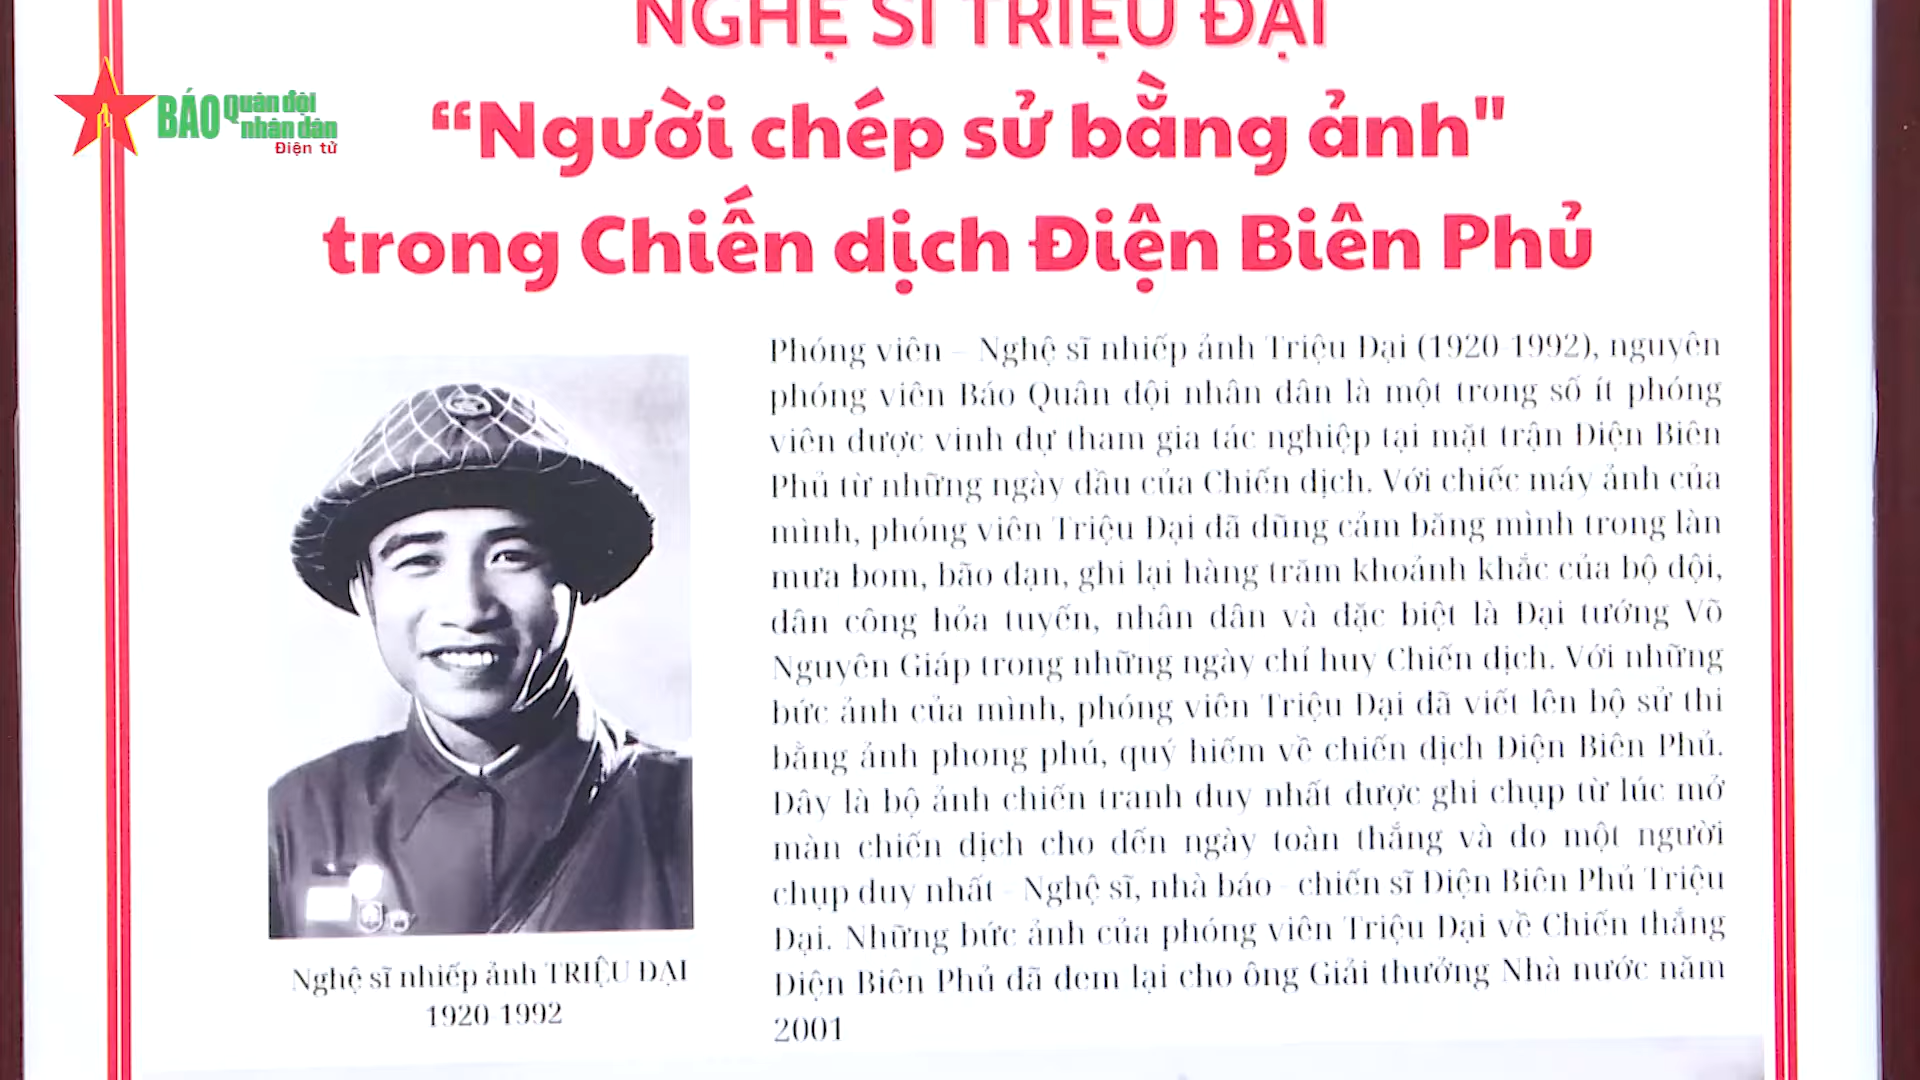 NGHỆ SĨ TRIỆU ĐẠI
BÁO Quân đội
nhân dân
Điện tử
“Người chép sử bằng ảnh"
trong Chiến dịch Điện Biên Phủ
Phóng viên – Nghệ sĩ nhiếp ảnh Triệu Đại (1920-1992), nguyên
phóng viên Báo Quân đội nhân dân là một trong số ít phóng
viên được vinh dự tham gia tác nghiệp tại mặt trận Điện Biên
Phủ từ những ngày đầu của Chiến dịch. Với chiếc máy ảnh của
mình, phóng viên Triệu Đại đã dũng cảm băng mình trong làn
mưa bom, bão đạn, ghi lại hàng trăm khoảnh khắc của bộ đội,
dân công hỏa tuyến, nhân dân và đặc biệt là Đại tướng Võ
Nguyên Giáp trong những ngày chỉ huy Chiến dịch. Với những
bức ảnh của mình, phóng viên Triệu Đại đã viết lên bộ sử thi
bằng ảnh phong phú, quý hiếm về chiến dịch Điện Biên Phủ.
Đây là bộ ảnh chiến tranh duy nhất được ghi chụp từ lúc mở
màn chiến dịch cho đến ngày toàn thắng và do một người
chụp duy nhất - Nghệ sĩ, nhà báo - chiến sĩ Điện Biên Phủ Triệu
Đại. Những bức ảnh của phóng viên Triệu Đại về Chiến thắng
Điện Biên Phủ đã đem lại cho ông Giải thưởng Nhà nước năm
2001
Nghệ sĩ nhiếp ảnh TRIỆU ĐẠI
1920-1992